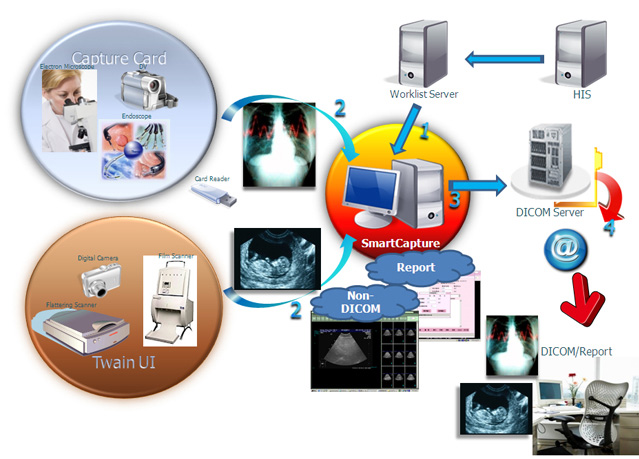 Capture Card
Electron Microscope
DV
Endoscope
Card Reader
2
Worklist Server
HIS
1
3
SmartCapture
DICOM Server
4
@
Digital Camera
Film Scanner
Flattering Scanner
Twain UI
2
Report
Non-
DICOM
DICOM/Report